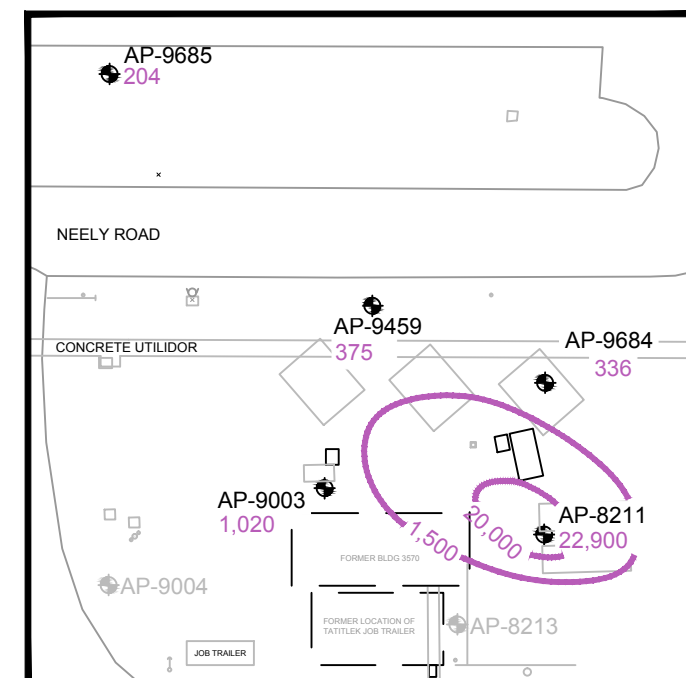 AP-9685
204
NEELY ROAD
AP-9459
375
CONCRETE UTILIDOR
AP-9684
336
AP-9003
1,020
1,500
20,000
AP-8211
22,900
FORMER BLDG 3570
AP-9004
FORMER LOCATION OF
TATITLEK JOB TRAILER
AP-8213
JOB TRAILER